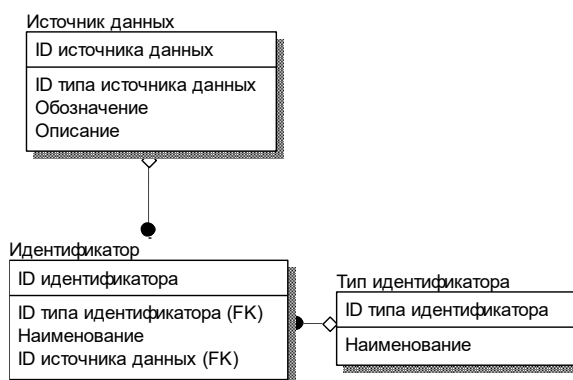 Источник данных
ID источника данных
ID типа источника данных
Обозначение
Описание
Идентификатор
ID идентификатора
ID типа идентификатора (FK)
Наименование
ID источника данных (FK)
Тип идентификатора
ID типа идентификатора
Наименование